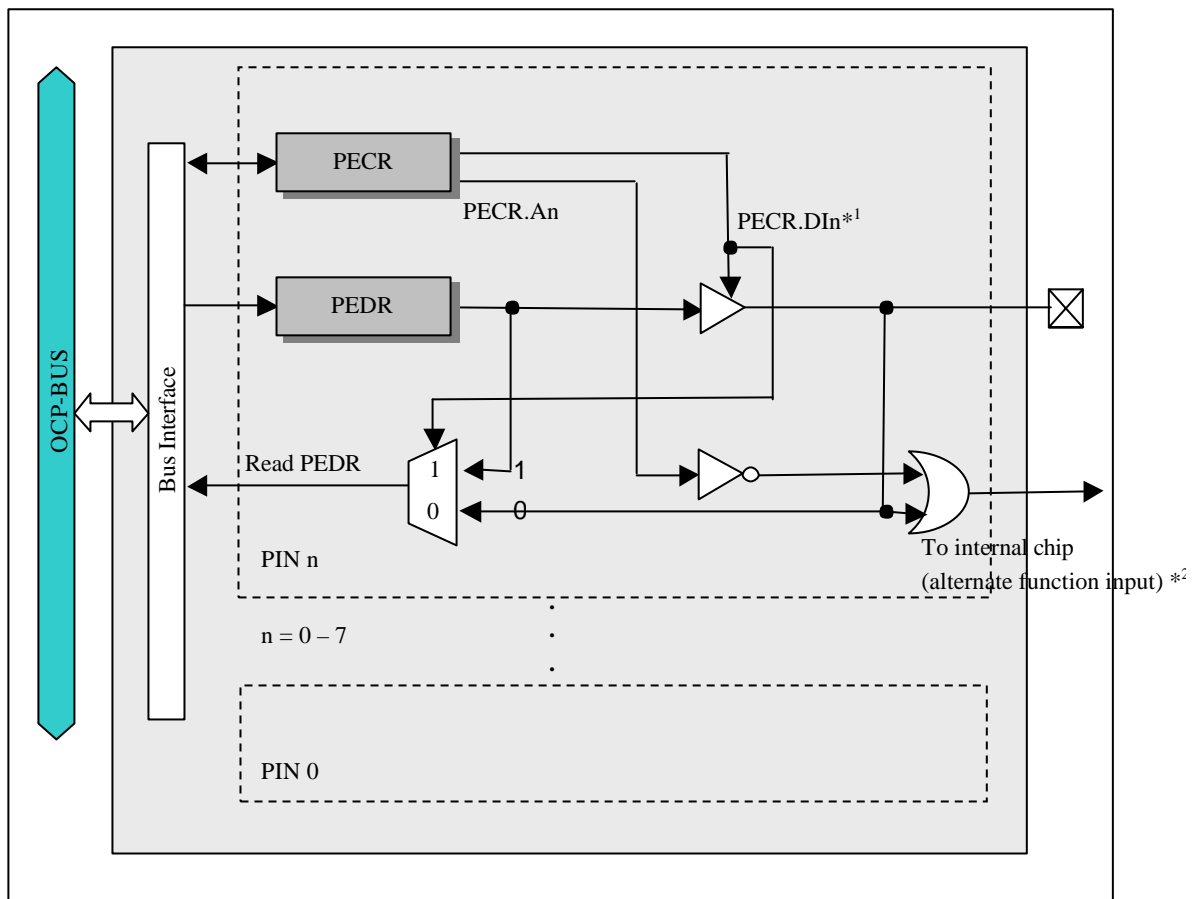 PECR
PECR.An
PECR.DIn*1
PEDR
OCP-BUS
Bus Interface
Read PEDR
1
1
0
0
PIN n
To internal chip
(alternate function input) *2
n = 0 – 7
.
.
.
PIN 0